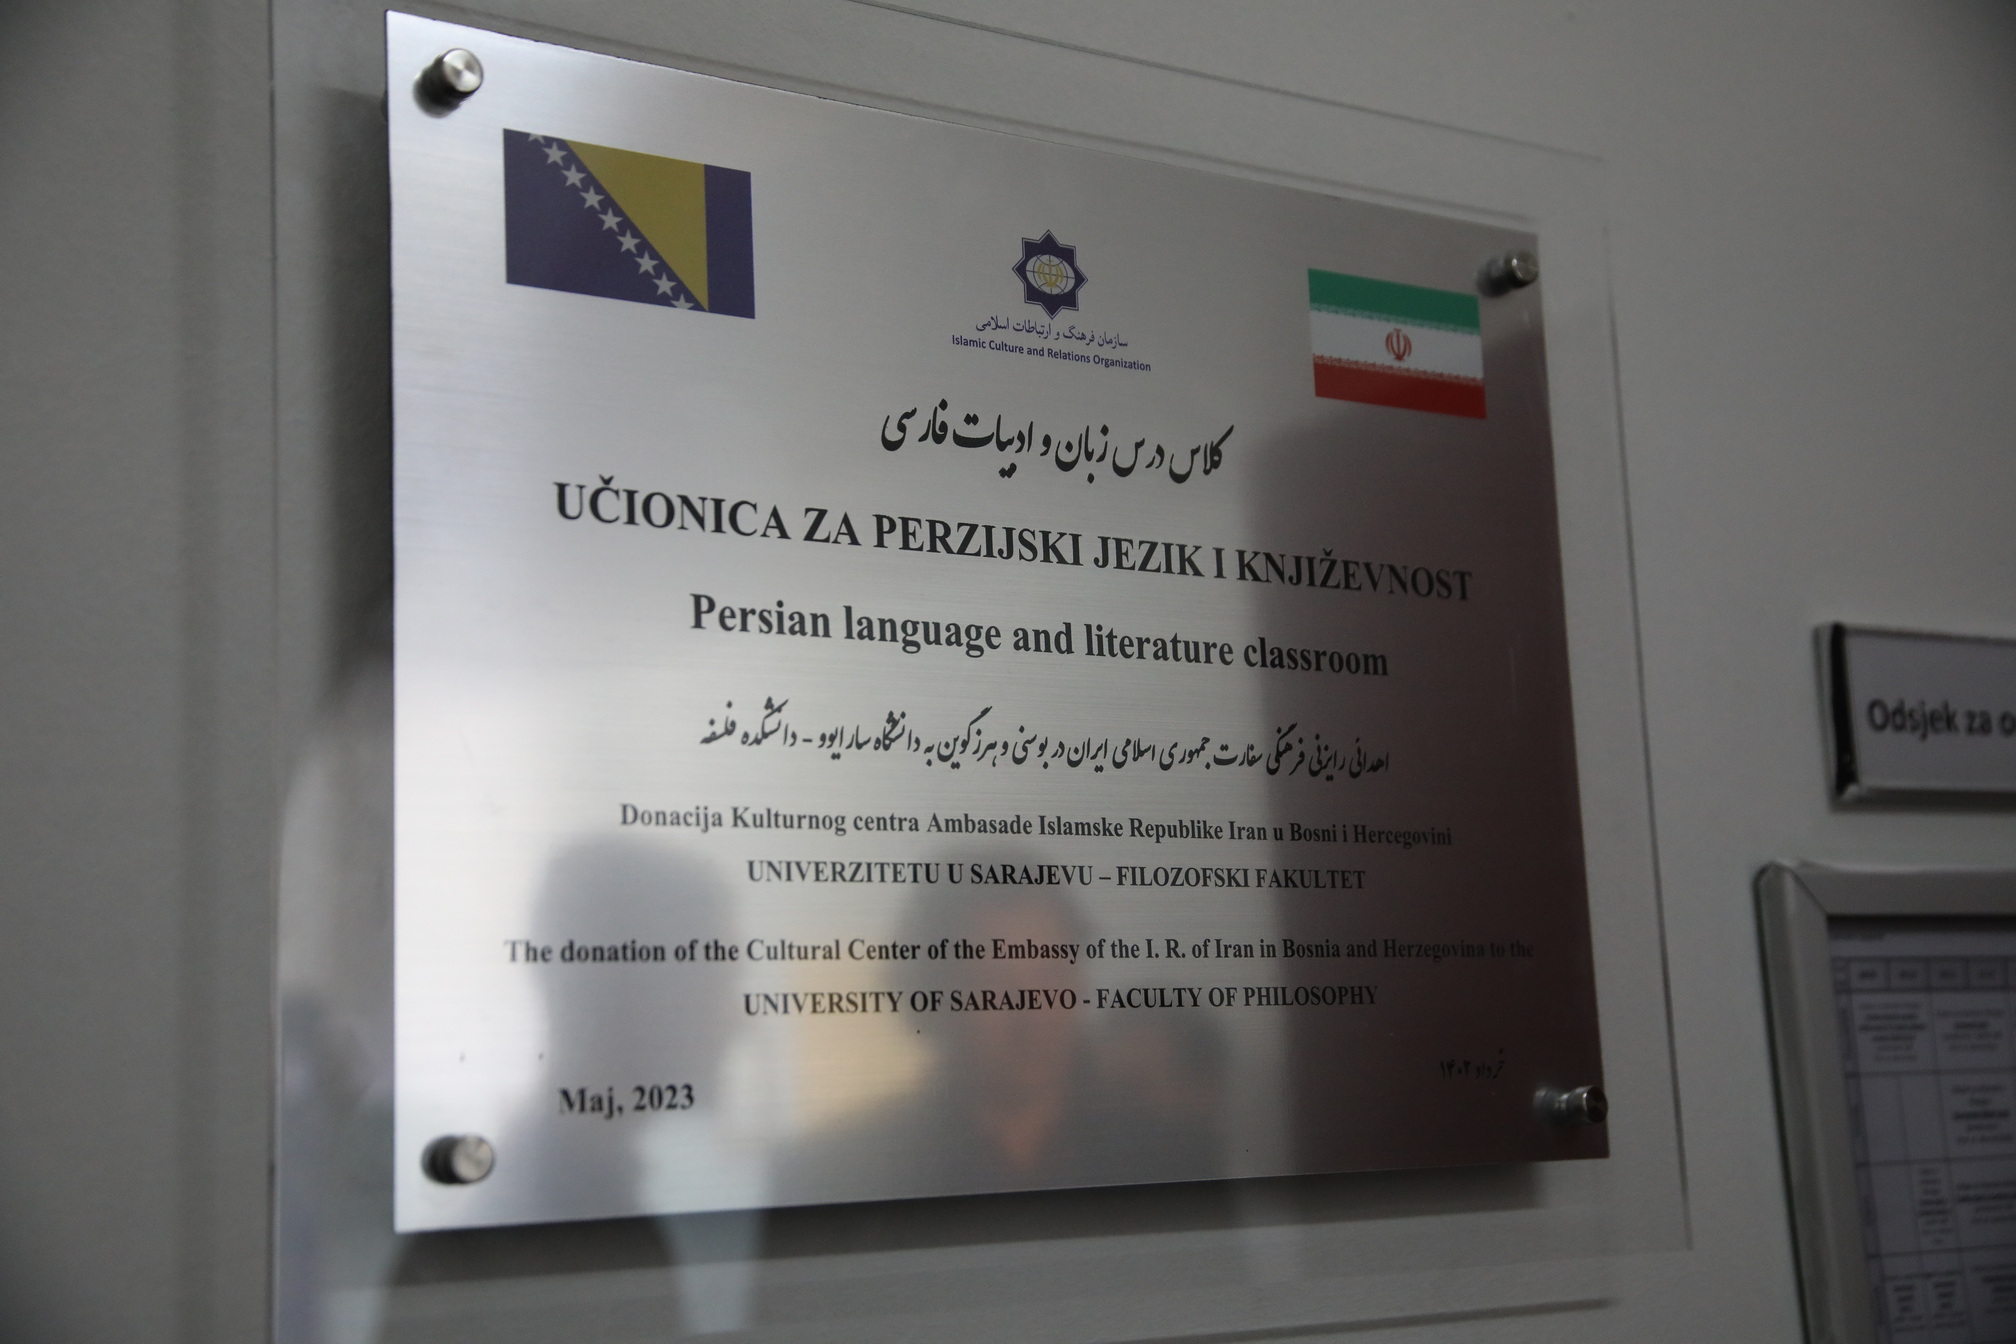 سازمان فرهنگ و ارتباطات اسلامی
Islamic Culture and Relations Organization
کلاس درس زبان و ادبیات فارسی
UČIONICA ZA PERZIJSKI JEZIK I KNJIŽEVNOST
Persian language and literature classroom
اهدائی رایزنی فرهنگی سفارت جمهوری اسلامی ایران در بوسنی و هرزگوین به دانشگاه سارایوو - دانشکده فلسفه
Donacija Kulturnog centra Ambasade Islamske Republike Iran u Bosni i Hercegovini
UNIVERZITETU U SARAJEVU – FILOZOFSKI FAKULTET
The donation of the Cultural Center of the Embassy of the I. R. of Iran in Bosnia and Herzegovina to the
UNIVERSITY OF SARAJEVO - FACULTY OF PHILOSOPHY
خرداد ۱۴۰۲
Maj, 2023
Odsjek za